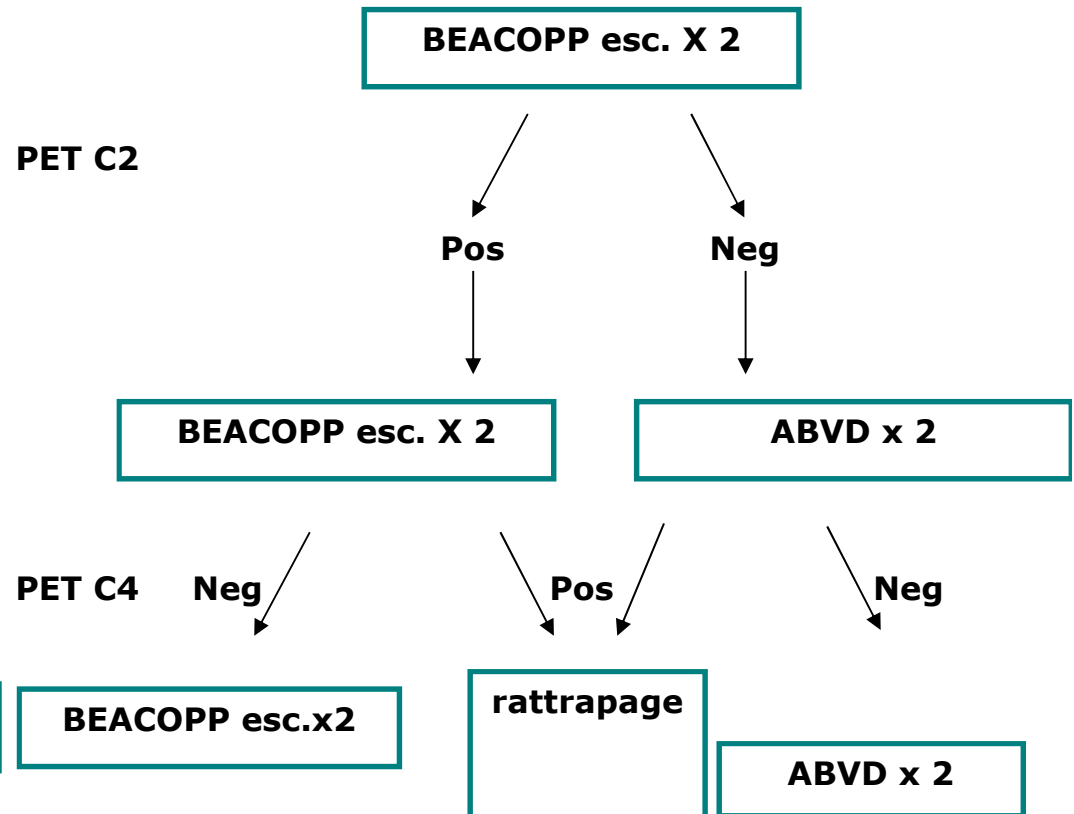 BEACOPP esc. X 2
PET C2
Pos Neg
BEACOPP esc. X 2 ABVD x 2
PET C4 Neg Pos Neg
BEACOPP esc.x2 rattrapage
ABVD x 2